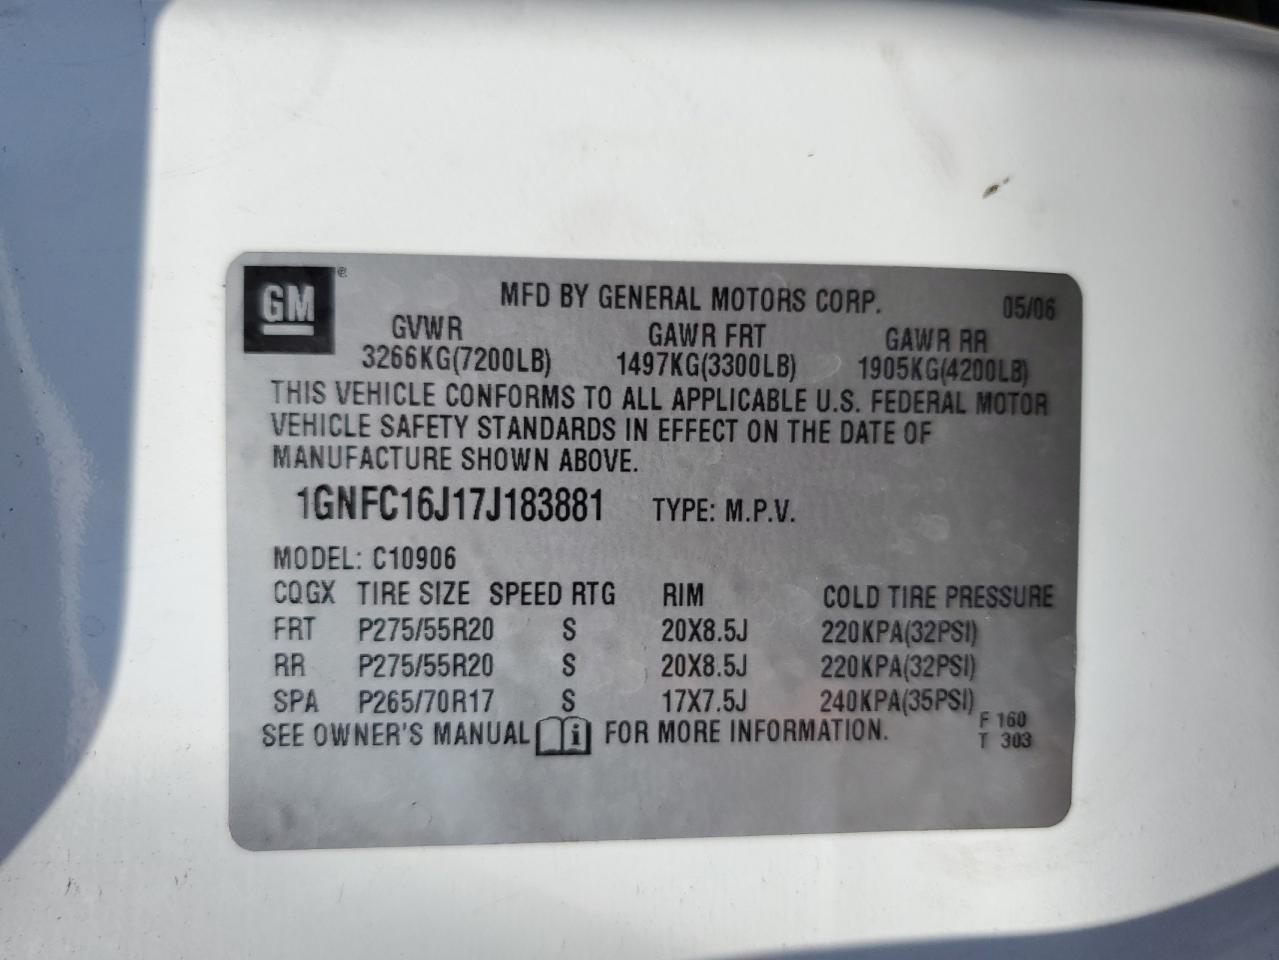 GM ®
MFD BY GENERAL MOTORS CORP. 05/06
GVWR GAWR FRT GAWR RR
3266KG(7200LB) 1497KG(3300LB) 1905KG(4200LB)
THIS VEHICLE CONFORMS TO ALL APPLICABLE U.S. FEDERAL MOTOR
VEHICLE SAFETY STANDARDS IN EFFECT ON THE DATE OF
MANUFACTURE SHOWN ABOVE.
1GNFC16J17J183881 TYPE: M.P.V.
MODEL: C10906
CQGX TIRE SIZE SPEED RTG RIM COLD TIRE PRESSURE
FRT P275/55R20 S 20X8.5J 220KPA(32PSI)
RR P275/55R20 S 20X8.5J 220KPA(32PSI)
SPA P265/70R17 S 17X7.5J 240KPA(35PSI)
SEE OWNER'S MANUAL i FOR MORE INFORMATION.
F 160
T 303